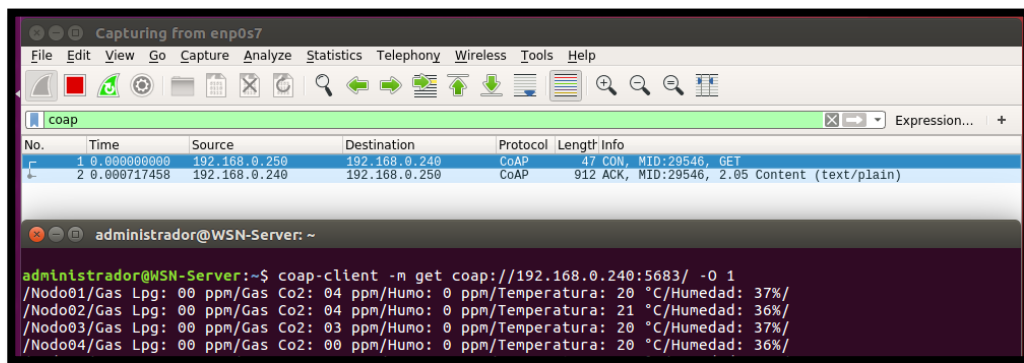 Capturing from enp0s7
File Edit View Go Capture Analyze Statistics Telephony Wireless Tools Help
coap Expression... +
No. Time Source Destination Protocol Length Info
1 0.000000000 192.168.0.250 192.168.0.240 CoAP 47 CON, MID:29546, GET
2 0.000717458 192.168.0.240 192.168.0.250 CoAP 912 ACK, MID:29546, 2.05 Content (text/plain)
administrador@WSN-Server: ~
administrador@WSN-Server:~$ coap-client -m get coap://192.168.0.240:5683/ -O 1
/Nodo01/Gas Lpg: 00 ppm/Gas Co2: 04 ppm/Humo: 0 ppm/Temperatura: 20 °C/Humedad: 37%/
/Nodo02/Gas Lpg: 00 ppm/Gas Co2: 04 ppm/Humo: 0 ppm/Temperatura: 21 °C/Humedad: 36%/
/Nodo03/Gas Lpg: 00 ppm/Gas Co2: 03 ppm/Humo: 0 ppm/Temperatura: 20 °C/Humedad: 37%/
/Nodo04/Gas Lpg: 00 ppm/Gas Co2: 00 ppm/Humo: 0 ppm/Temperatura: 20 °C/Humedad: 36%/